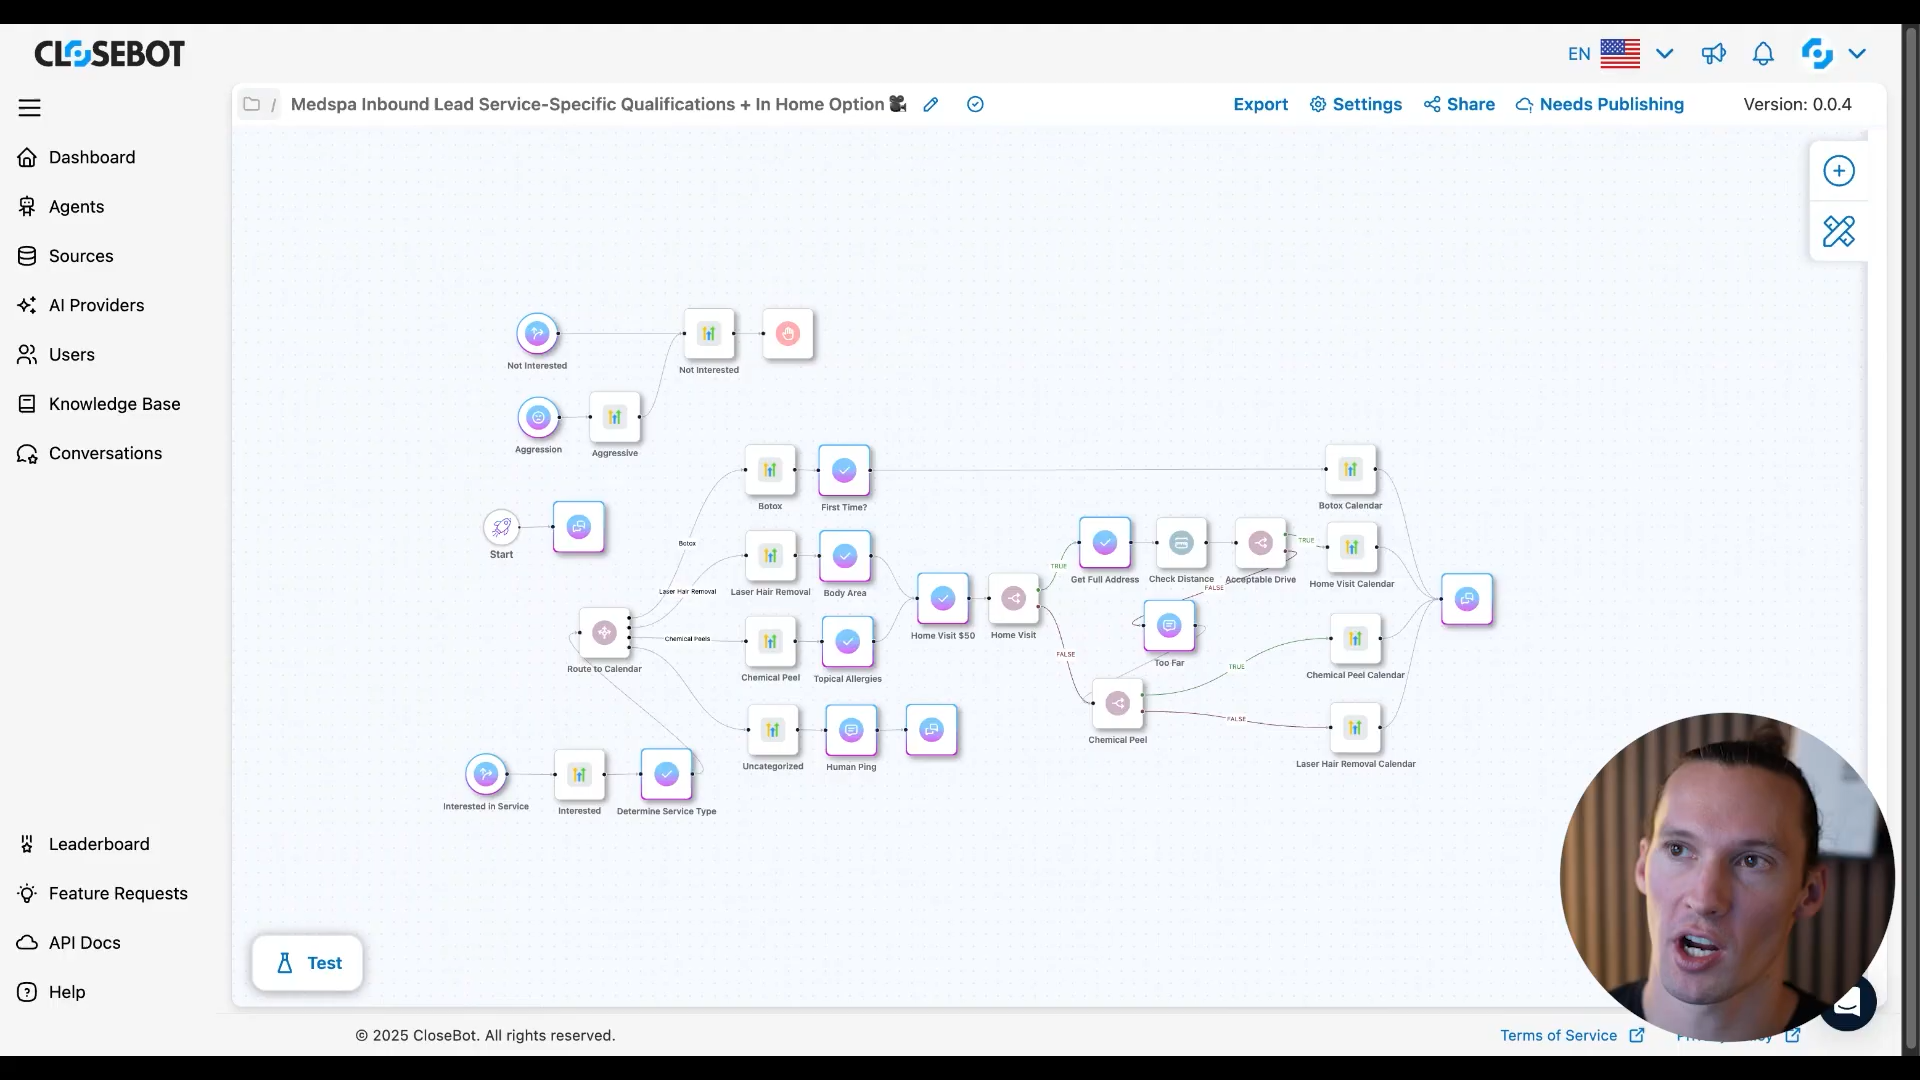 CLOSEBOT
EN
Medspa Inbound Lead Service-Specific Qualifications + In Home Option
Export
Settings
Share
Needs Publishing
Version: 0.0.4
Dashboard
Agents
Sources
AI Providers
Users
Knowledge Base
Conversations
Leaderboard
Feature Requests
API Docs
Help
Not Interested
Not Interested
Aggression
Aggressive
Start
Botox
Botox
First Time?
Botox Calendar
Laser Hair Removal
Laser Hair Removal
Body Area
Chemical Peels
Chemical Peel
Topical Allergies
Route to Calendar
Home Visit $50
Home Visit
TRUE
FALSE
Get Full Address
Check Distance
Acceptable Drive
TRUE
FALSE
Home Visit Calendar
Too Far
Chemical Peel
TRUE
FALSE
Chemical Peel Calendar
Laser Hair Removal Calendar
Uncategorized
Human Ping
Interested in Service
Interested
Determine Service Type
Test
© 2025 CloseBot. All rights reserved.
Terms of Service